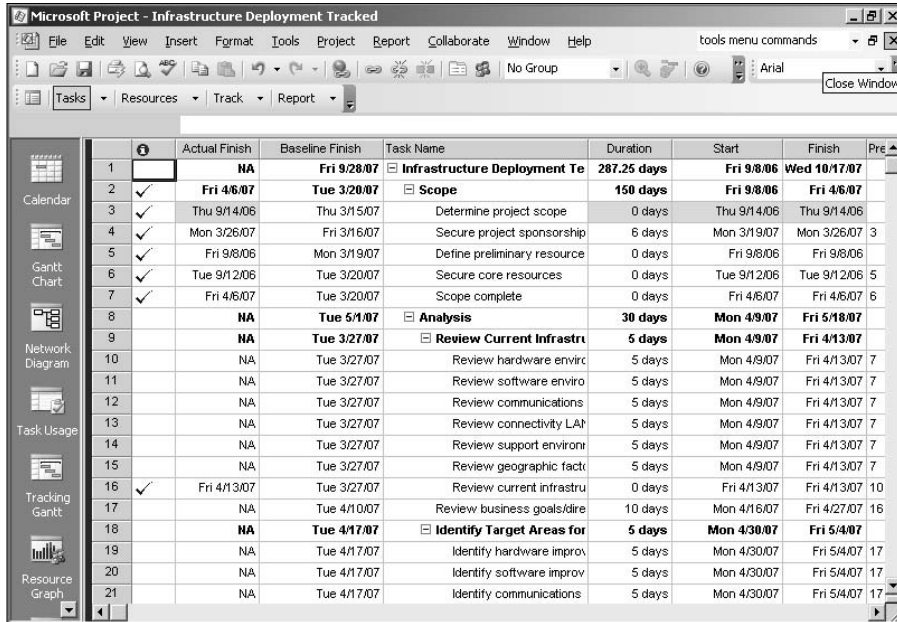 Microsoft Project - Infrastructure Deployment Tracked
File Edit View Insert Format Tools Project Report Collaborate Window Help tools menu commands
No Group Arial
Close Window
Tasks Resources Track Report
Actual Finish Baseline Finish Task Name Duration Start Finish Pre
1 NA Fri 9/28/07 Infrastructure Deployment Te 287.25 days Fri 9/8/06 Wed 10/17/07
2 Fri 4/6/07 Tue 3/20/07 Scope 150 days Fri 9/8/06 Fri 4/6/07
3 Thu 9/14/06 Thu 3/15/07 Determine project scope 0 days Thu 9/14/06 Thu 9/14/06
4 Mon 3/26/07 Fri 3/16/07 Secure project sponsorship 6 days Mon 3/19/07 Mon 3/26/07 3
5 Fri 9/8/06 Mon 3/19/07 Define preliminary resource 0 days Fri 9/8/06 Fri 9/8/06
6 Tue 9/12/06 Tue 3/20/07 Secure core resources 0 days Tue 9/12/06 Tue 9/12/06 5
7 Fri 4/6/07 Tue 3/20/07 Scope complete 0 days Fri 4/6/07 Fri 4/6/07 6
8 NA Tue 5/1/07 Analysis 30 days Mon 4/9/07 Fri 5/18/07
9 NA Tue 3/27/07 Review Current Infrastru 5 days Mon 4/9/07 Fri 4/13/07
10 NA Tue 3/27/07 Review hardware enviro 5 days Mon 4/9/07 Fri 4/13/07 7
11 NA Tue 3/27/07 Review software enviro 5 days Mon 4/9/07 Fri 4/13/07 7
12 NA Tue 3/27/07 Review communications 5 days Mon 4/9/07 Fri 4/13/07 7
13 NA Tue 3/27/07 Review connectivity LAN 5 days Mon 4/9/07 Fri 4/13/07 7
14 NA Tue 3/27/07 Review support environr 5 days Mon 4/9/07 Fri 4/13/07 7
15 NA Tue 3/27/07 Review geographic facto 5 days Mon 4/9/07 Fri 4/13/07 7
16 Fri 4/13/07 Tue 3/27/07 Review current infrastru 0 days Fri 4/13/07 Fri 4/13/07 10
17 NA Tue 4/10/07 Review business goals/dire 10 days Mon 4/16/07 Fri 4/27/07 16
18 NA Tue 4/17/07 Identify Target Areas for 5 days Mon 4/30/07 Fri 5/4/07
19 NA Tue 4/17/07 Identify hardware improv 5 days Mon 4/30/07 Fri 5/4/07 17
20 NA Tue 4/17/07 Identify software improv 5 days Mon 4/30/07 Fri 5/4/07 17
21 NA Tue 4/17/07 Identify communications 5 days Mon 4/30/07 Fri 5/4/07 17
Calendar
Gantt
Chart
Network
Diagram
Task Usage
Tracking
Gantt
Resource
Graph